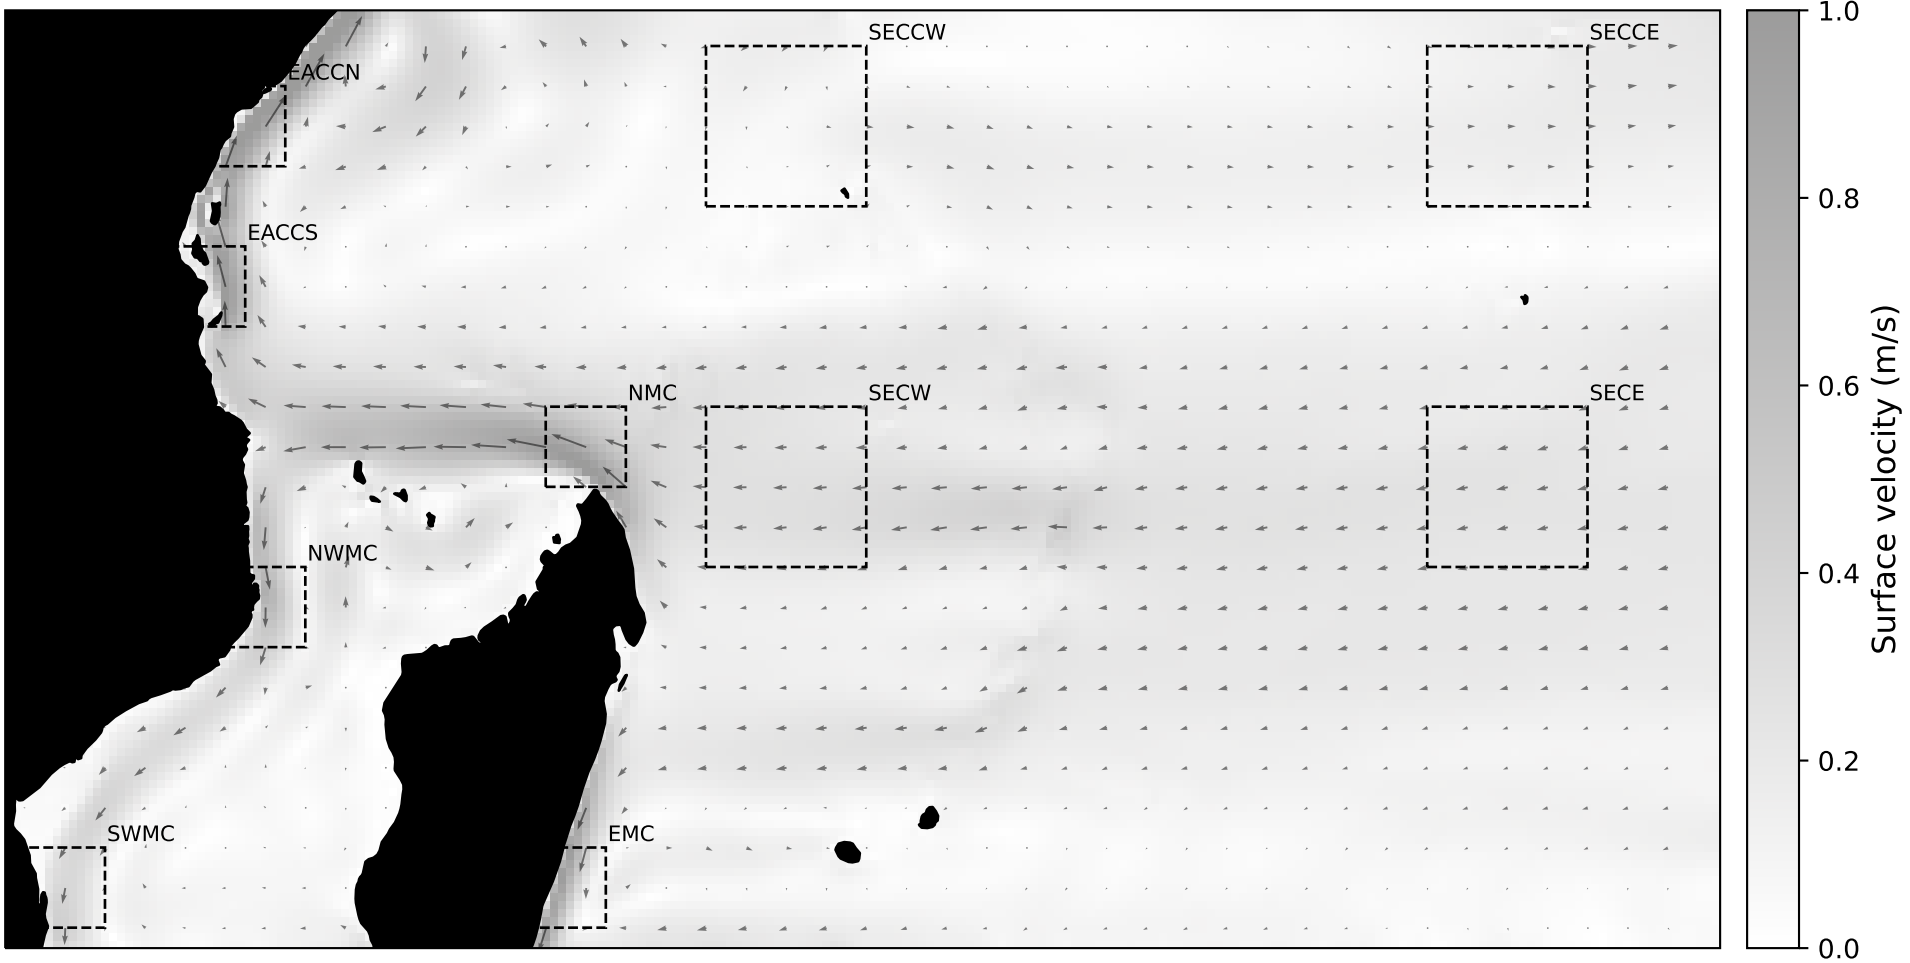 SECCW
SECCE
EACCN
EACCS
NMC
SECW
SECE
NWMC
SWMC
EMC
1.0
0.8
0.6
0.4
0.2
0.0
Surface velocity (m/s)